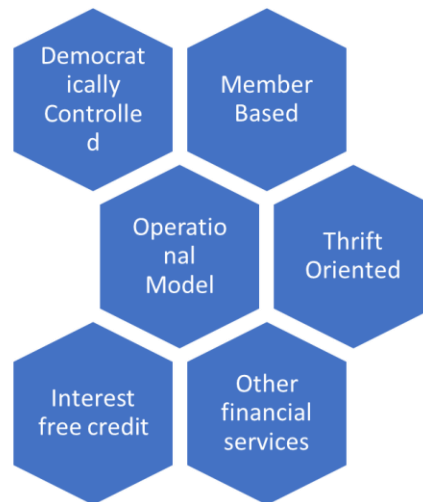 Democrat
ically
Controlle
d
Member
Based
Operatio
nal
Model
Thrift
Oriented
Interest
free credit
Other
financial
services